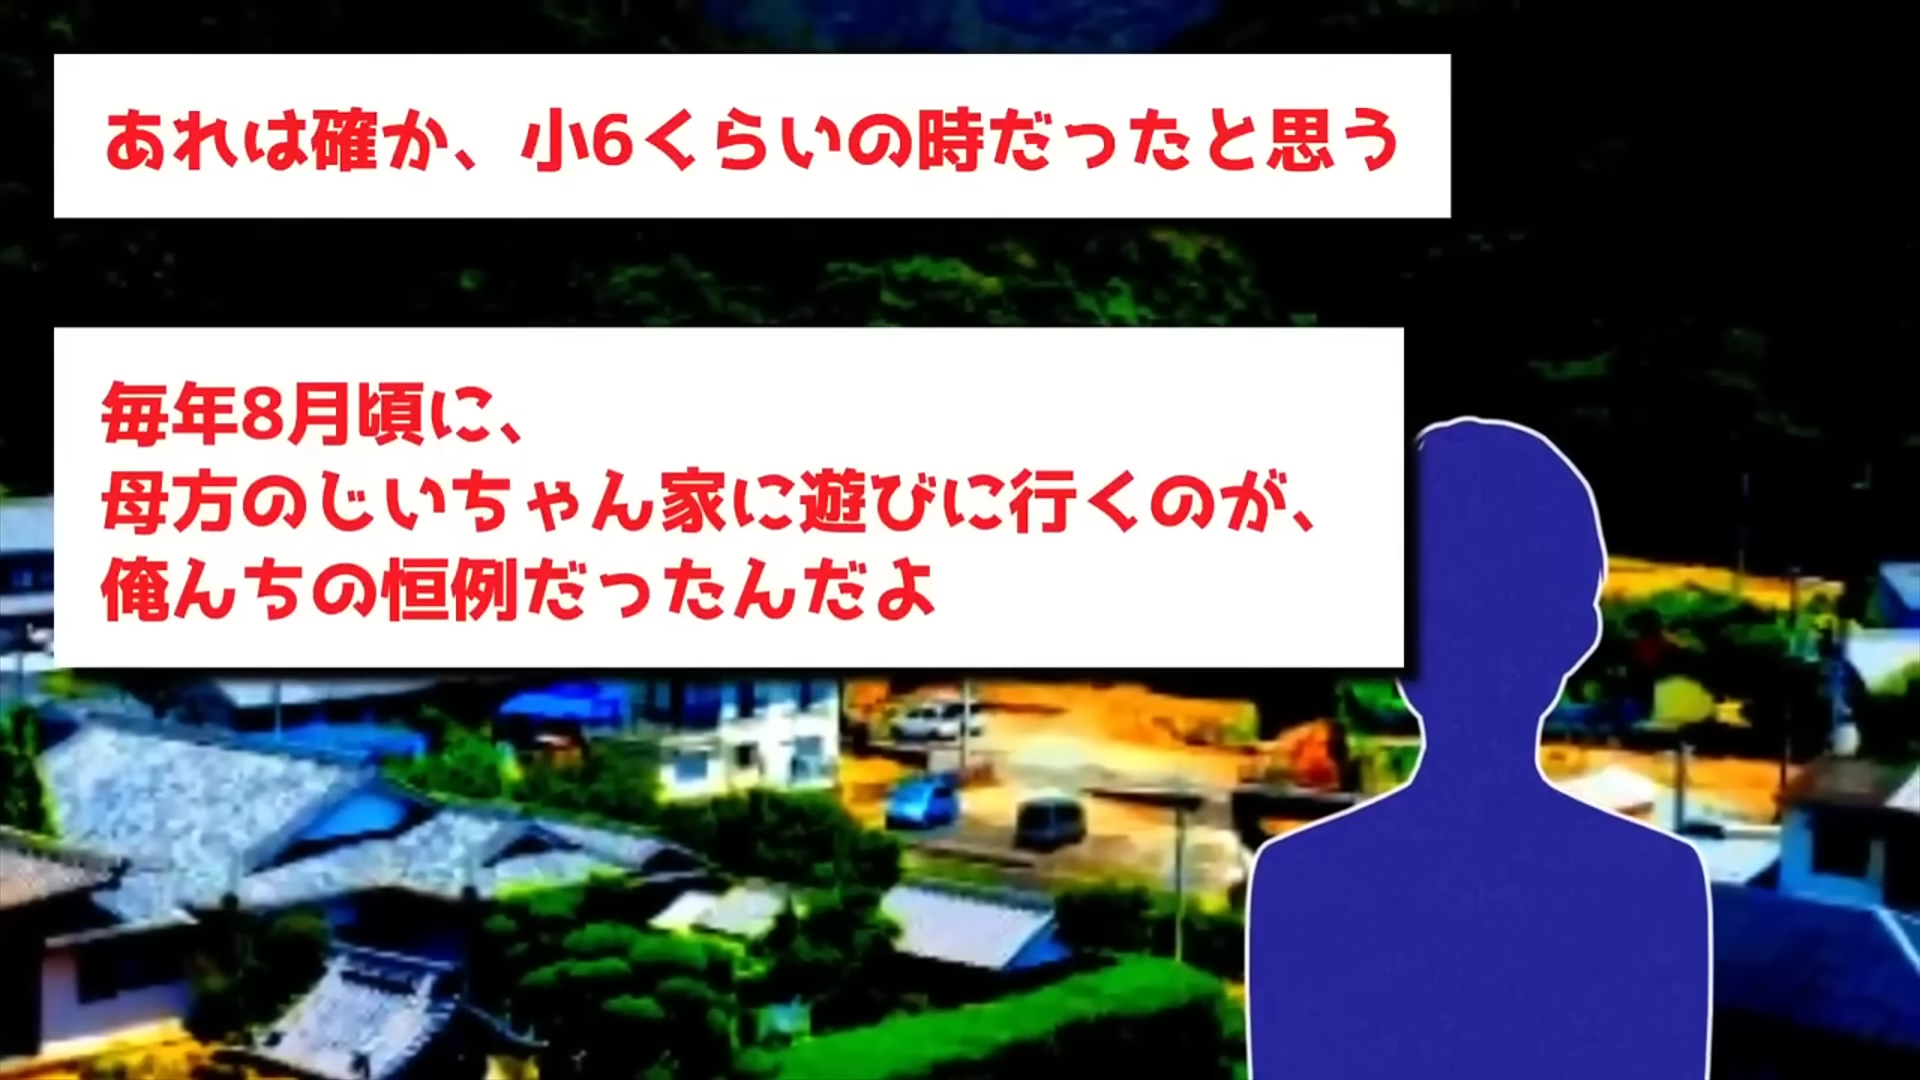 あれは確か、小6くらいの時だったと思う
毎年8月頃に、
母方のじいちゃん家に遊びに行くのが、
俺んちの恒例だったんだよ